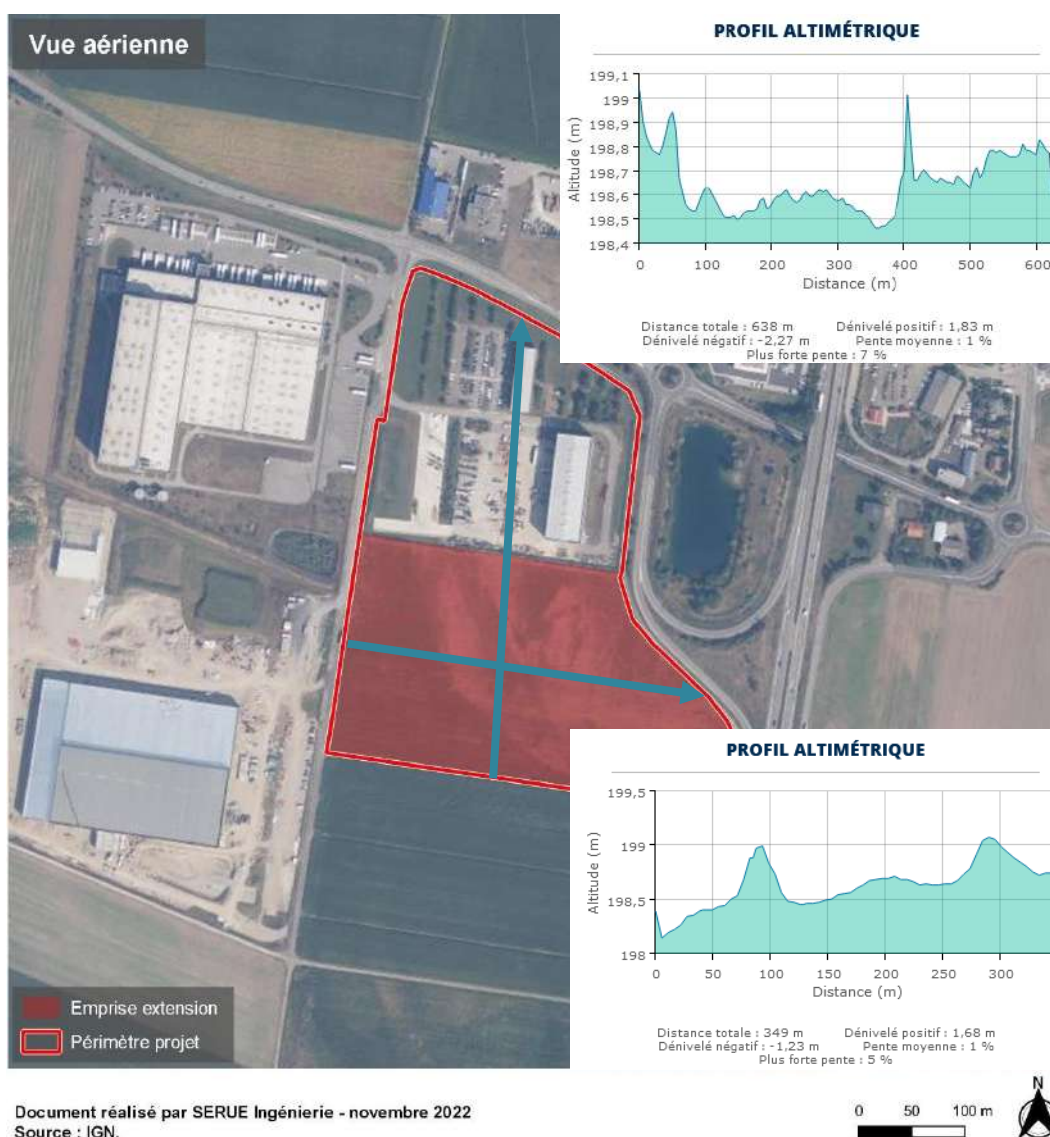 Vue aérienne
PROFIL ALTIMÉTRIQUE
199,1
199
198,9
198,8
198,7
198,6
198,5
198,4
Altitude (m)
0 100 200 300 400 500 600
Distance (m)
Distance totale : 638 m Dénivelé positif : 1,83 m
Dénivelé négatif : -2,27 m Pente moyenne : 1 %
Plus forte pente : 7 %
PROFIL ALTIMÉTRIQUE
199,5
199
198,5
198
Altitude (m)
0 50 100 150 200 250 300
Distance (m)
Distance totale : 349 m Dénivelé positif : 1,68 m
Dénivelé négatif : -1,23 m Pente moyenne : 1 %
Plus forte pente : 5 %
Emprise extension
Périmètre projet
Document réalisé par SERUE Ingénierie - novembre 2022
Source : IGN.
0 50 100 m
N